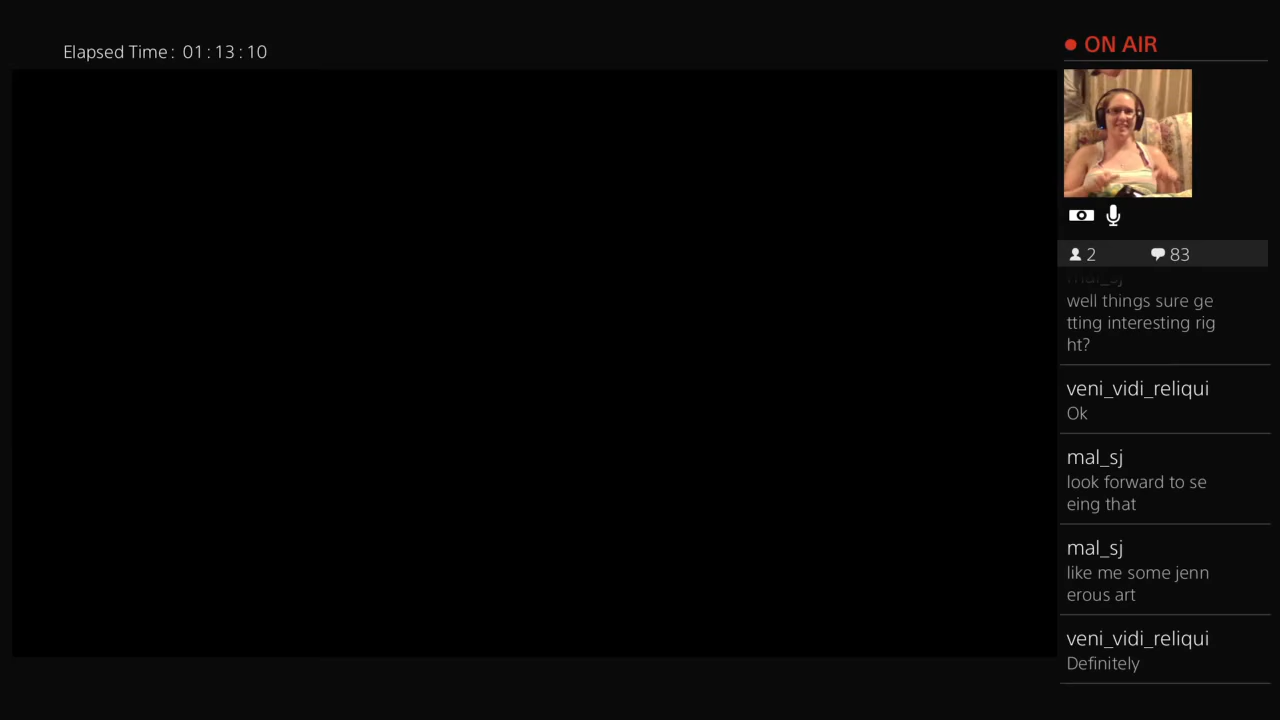 Elapsed Time: 01:13:10
ON AIR
2 83
mal_sj
well things sure ge
tting interesting rig
ht?
veni_vidi_reliqui
Ok
mal_sj
look forward to se
eing that
mal_sj
like me some jenn
erous art
veni_vidi_reliqui
Definitely